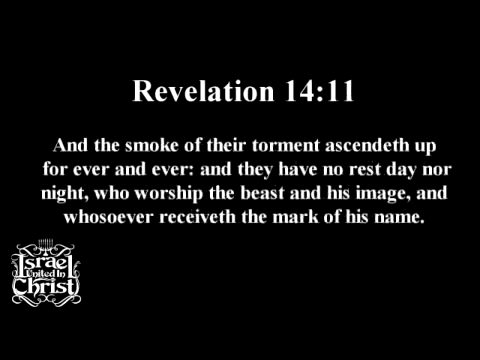 Revelation 14:11
And the smoke of their torment ascendeth up
for ever and ever: and they have no rest day nor
night, who worship the beast and his image, and
whosoever receiveth the mark of his name.
Israel
United In
Christ